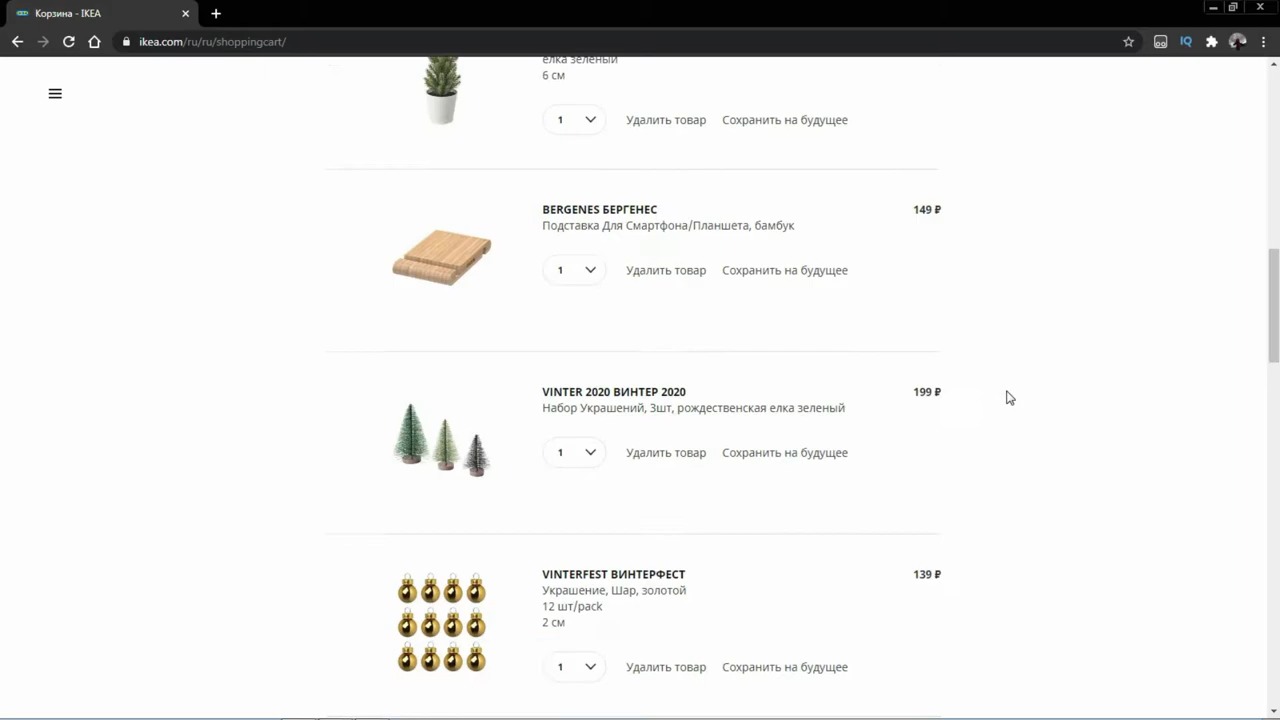 Корзина - IKEA
ikea.com/ru/ru/shoppingcart/
елка зеленый
6 см
1 Удалить товар Сохранить на будущее
BERGENES БЕРГЕНЕС 149 ₽
Подставка Для Смартфона/Планшета, бамбук
1 Удалить товар Сохранить на будущее
VINTER 2020 ВИНТЕР 2020 199 ₽
Набор Украшений, 3шт, рождественская елка зеленый
1 Удалить товар Сохранить на будущее
VINTERFEST ВИНТЕРФЕСТ 139 ₽
Украшение, Шар, золотой
12 шт/pack
2 см
1 Удалить товар Сохранить на будущее